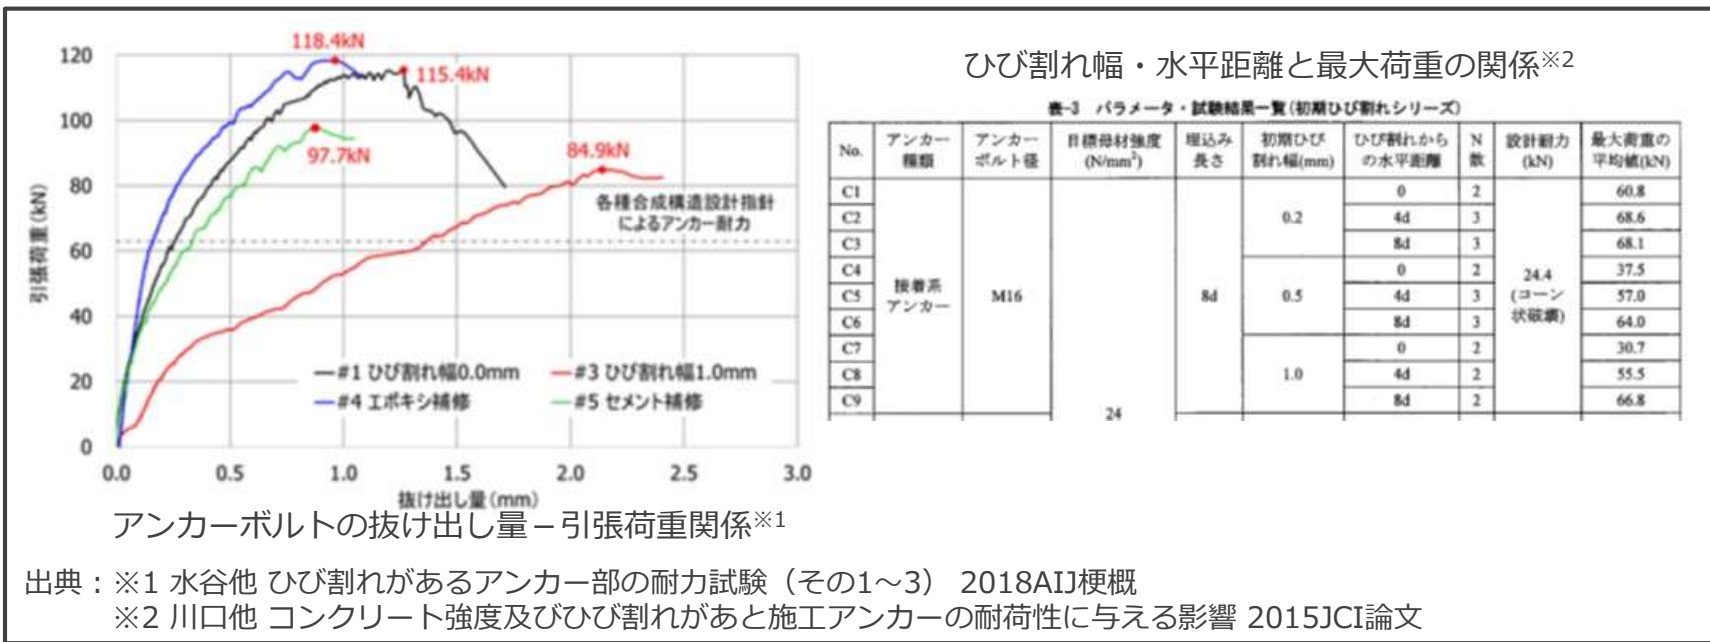 118.4kN
115.4kN
97.7kN
84.9kN
各種合成構造設計指針
によるアンカー耐力
引張荷重(kN)
120
100
80
60
40
20
0
#1 ひび割れ幅0.0mm
#3 ひび割れ幅1.0mm
#4 エポキシ補修
#5 セメント補修
0.0 0.5 1.0 1.5 2.0 2.5 3.0
抜け出し量(mm)
アンカーボルトの抜け出し量－引張荷重関係※1
ひび割れ幅・水平距離と最大荷重の関係※2
表-3 パラメータ・試験結果一覧(初期ひび割れシリーズ)
No. アンカー種類 アンカーボルト径 目標母材強度(N/mm²) 埋込み長さ 初期ひび割れ幅(mm) ひび割れからの水平距離 N数 設計耐力(kN) 最大荷重の平均値(kN)
C1 0 2 60.8
C2 0.2 4d 3 68.6
C3 8d 3 68.1
C4 0 2 37.5
C5 接着系アンカー M16 8d 0.5 4d 3 24.4(コーン状破壊) 57.0
C6 8d 3 64.0
C7 0 2 30.7
C8 1.0 4d 2 55.5
C9 24 8d 2 66.8
出典：※1 水谷他 ひび割れがあるアンカー部の耐力試験（その1～3） 2018AIJ梗概
※2 川口他 コンクリート強度及びひび割れがあと施工アンカーの耐荷性に与える影響 2015JCI論文